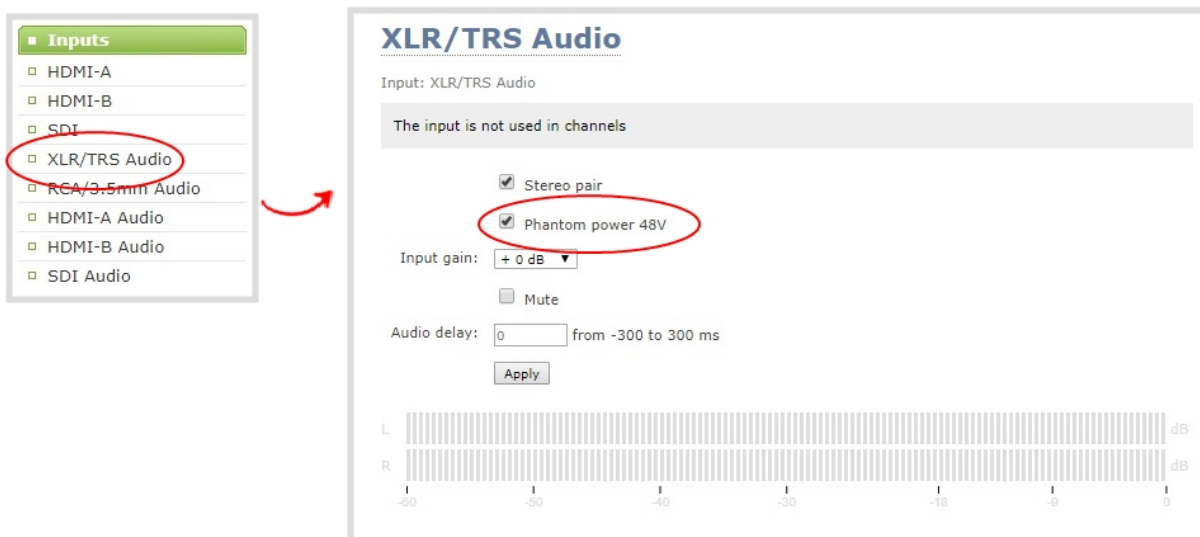 Inputs
HDMI-A
HDMI-B
SDI
XLR/TRS Audio
RCA/3.5mm Audio
HDMI-A Audio
HDMI-B Audio
SDI Audio
XLR/TRS Audio
Input: XLR/TRS Audio
The input is not used in channels
Stereo pair
Phantom power 48V
Input gain: + 0 dB
Mute
Audio delay: 0 from -300 to 300 ms
Apply
L dB
R dB
-60 -50 -40 -30 -18 -9 0